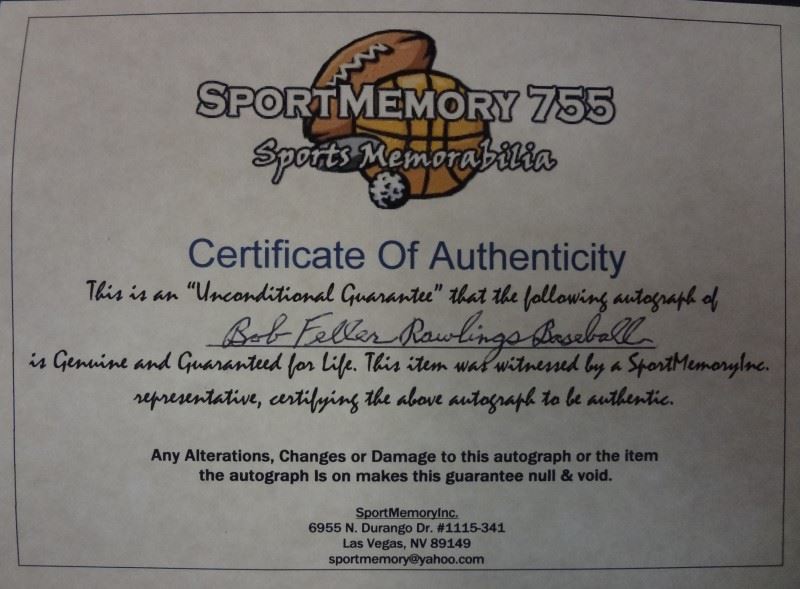 SPORTMEMORY 755
Sports Memorabilia
Certificate Of Authenticity
This is an "Unconditional Guarantee" that the following autograph of
Bob Feller Rawlings Baseball
is Genuine and Guaranteed for Life. This item was witnessed by a SportMemoryInc.
representative, certifying the above autograph to be authentic.
Any Alterations, Changes or Damage to this autograph or the item
the autograph Is on makes this guarantee null & void.
SportMemoryInc.
6955 N. Durango Dr. #1115-341
Las Vegas, NV 89149
sportmemory@yahoo.com